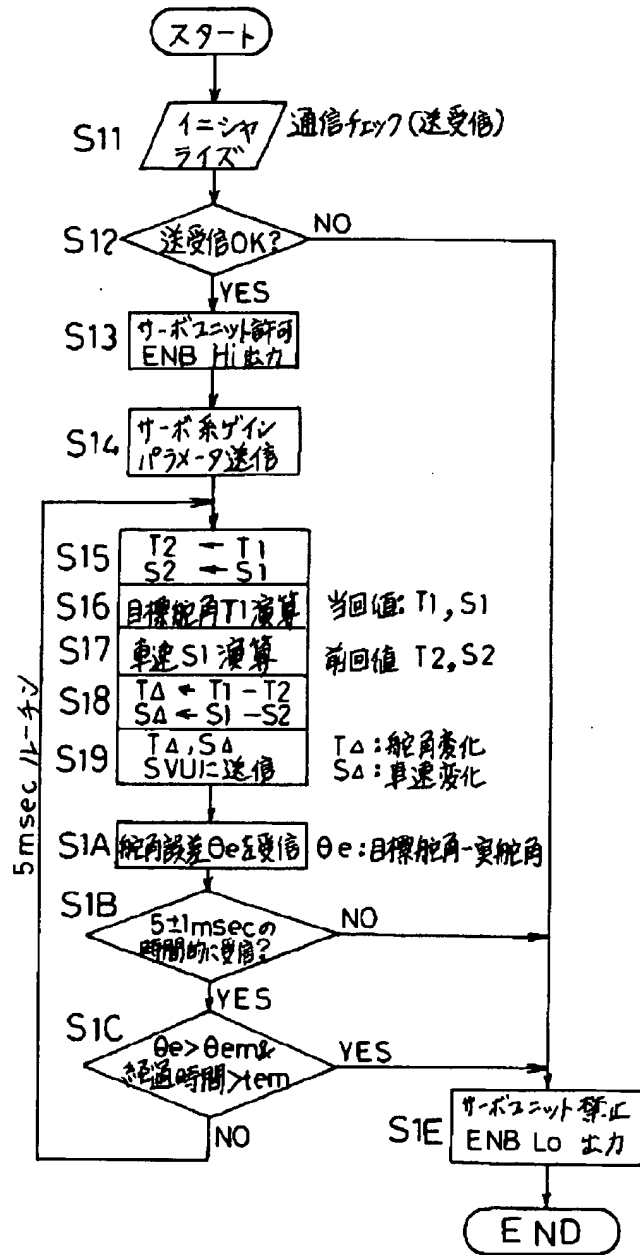 スタート
S11
イニシャ
ライズ
通信チェック(送受信)
S12
送受信OK?
NO
YES
S13
サーボユニット許可
ENB Hi出力
S14
サーボ系ゲイン
パラメータ送信
S15
T2 ← T1
S2 ← S1
S16
目標舵角T1演算
当回値: T1, S1
S17
車速S1演算
前回値 T2, S2
S18
T△ ← T1 - T2
S△ ← S1 - S2
S19
T△, S△
SVUに送信
T△:舵角変化
S△:車速変化
5msecルーチン
S1A
舵角誤差θeを受信
θe:目標舵角-実舵角
S1B
5±1msecの
時間的に受信?
NO
YES
S1C
θe>θem&
経過時間>tem
YES
NO
S1E
サーボユニット禁止
ENB Lo 出力
END